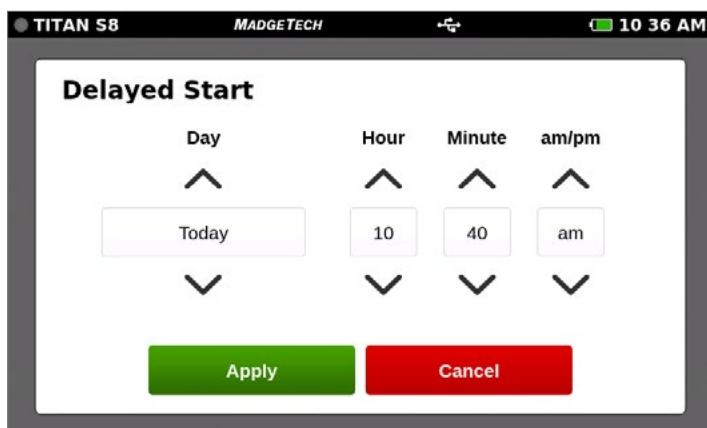 TITAN S8 MADGETECH 10 36 AM
Delayed Start
Day Hour Minute am/pm
Today 10 40 am
Apply Cancel